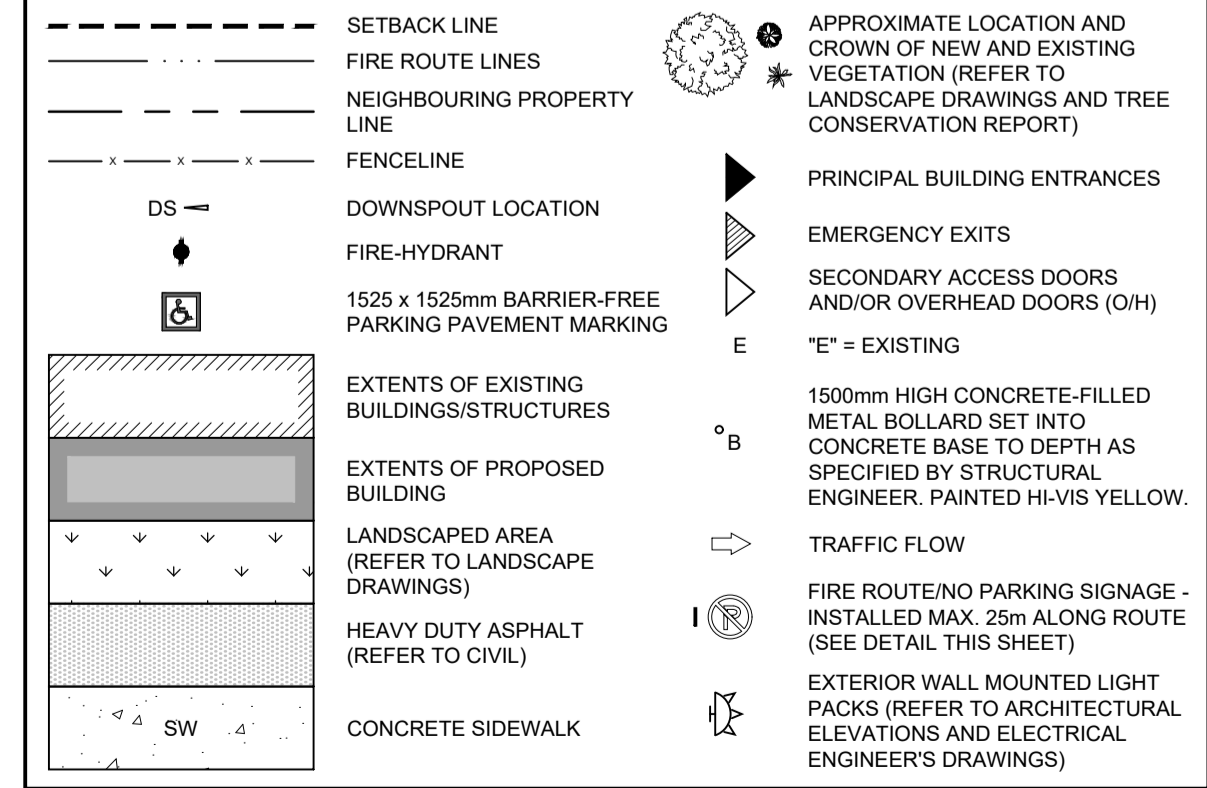 SETBACK LINE
FIRE ROUTE LINES
NEIGHBOURING PROPERTY
LINE
x x x
FENCELINE
DS
DOWNSPOUT LOCATION
FIRE-HYDRANT
1525 x 1525mm BARRIER-FREE
PARKING PAVEMENT MARKING
EXTENTS OF EXISTING
BUILDINGS/STRUCTURES
EXTENTS OF PROPOSED
BUILDING
LANDSCAPED AREA
(REFER TO LANDSCAPE
DRAWINGS)
HEAVY DUTY ASPHALT
(REFER TO CIVIL)
SW
CONCRETE SIDEWALK
APPROXIMATE LOCATION AND
CROWN OF NEW AND EXISTING
VEGETATION (REFER TO
LANDSCAPE DRAWINGS AND TREE
CONSERVATION REPORT)
PRINCIPAL BUILDING ENTRANCES
EMERGENCY EXITS
SECONDARY ACCESS DOORS
AND/OR OVERHEAD DOORS (O/H)
E
"E" = EXISTING
B
1500mm HIGH CONCRETE-FILLED
METAL BOLLARD SET INTO
CONCRETE BASE TO DEPTH AS
SPECIFIED BY STRUCTURAL
ENGINEER. PAINTED HI-VIS YELLOW.
TRAFFIC FLOW
P
FIRE ROUTE/NO PARKING SIGNAGE -
INSTALLED MAX. 25m ALONG ROUTE
(SEE DETAIL THIS SHEET)
EXTERIOR WALL MOUNTED LIGHT
PACKS (REFER TO ARCHITECTURAL
ELEVATIONS AND ELECTRICAL
ENGINEER'S DRAWINGS)